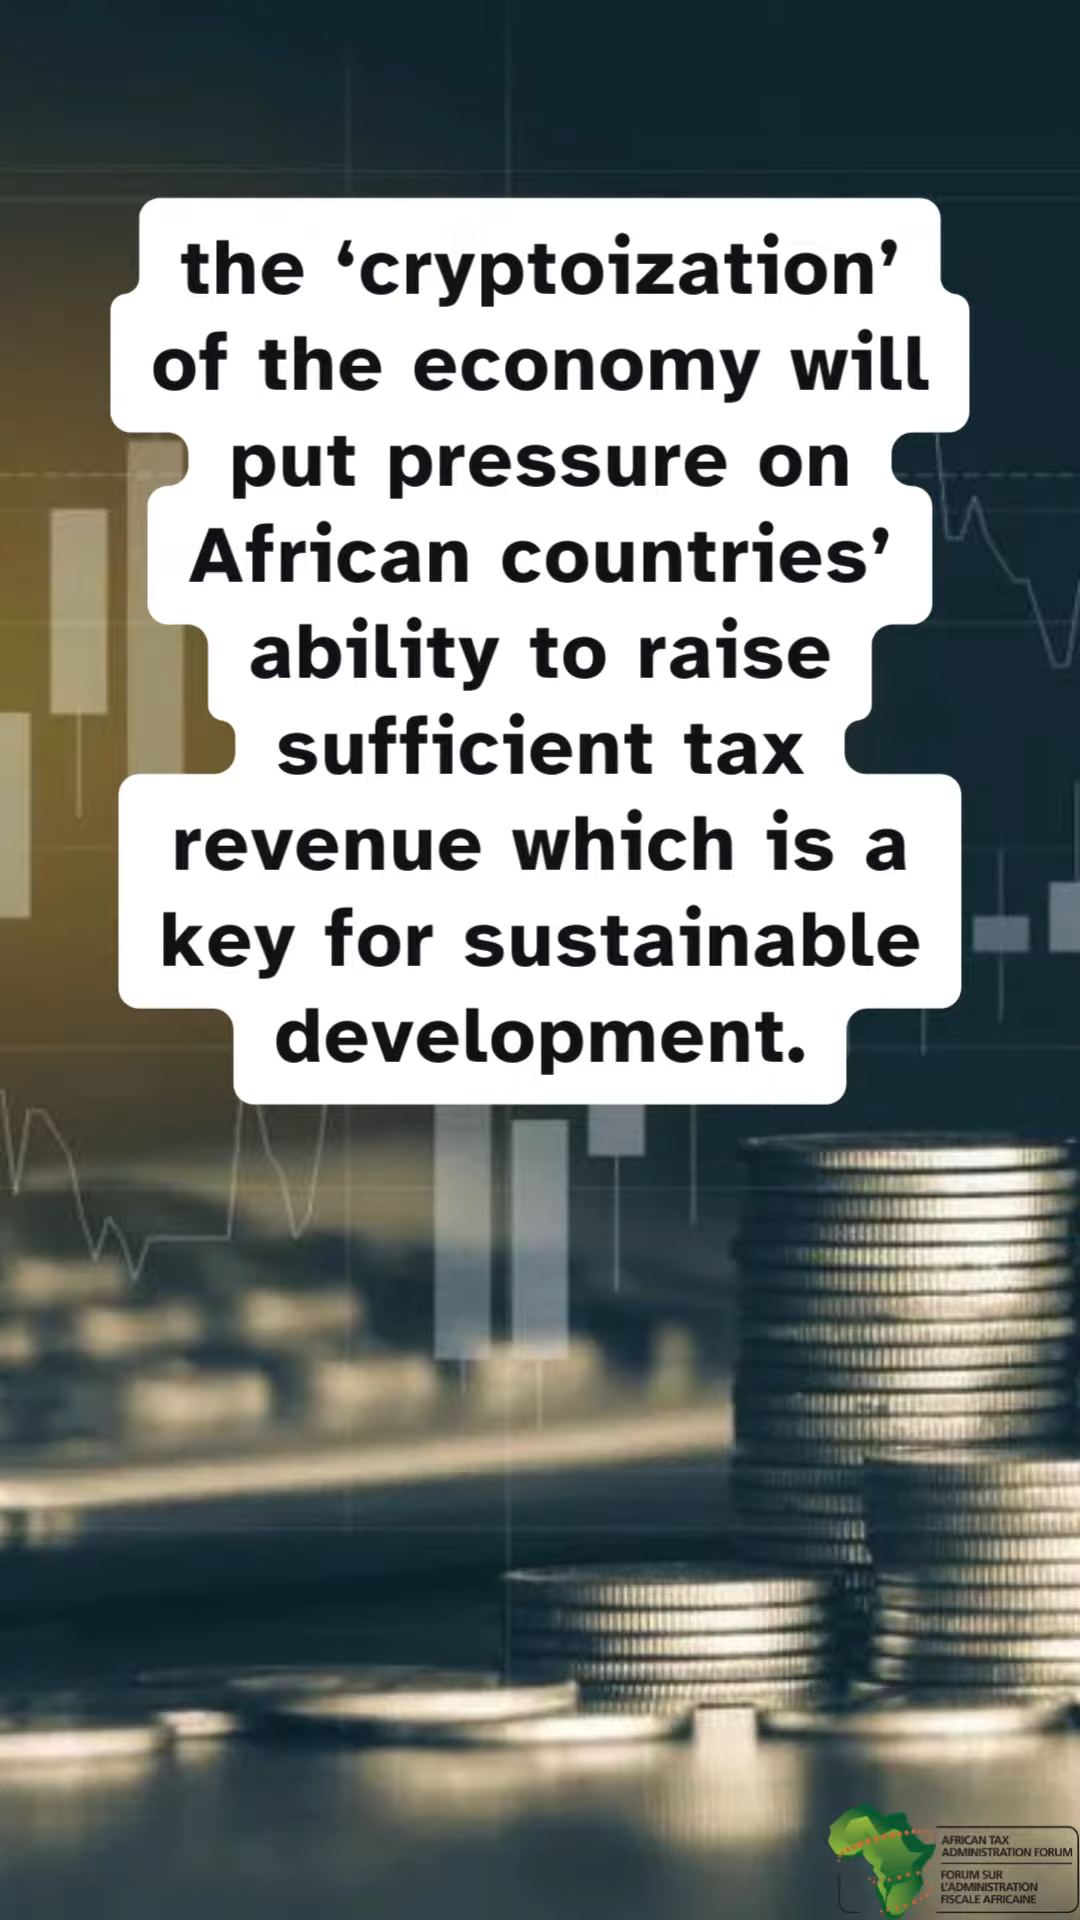 the ‘cryptoization’
of the economy will
put pressure on
African countries’
ability to raise
sufficient tax
revenue which is a
key for sustainable
development.
AFRICAN TAX
ADMINISTRATION FORUM
FORUM SUR
L'ADMINISTRATION
FISCALE AFRICAINE